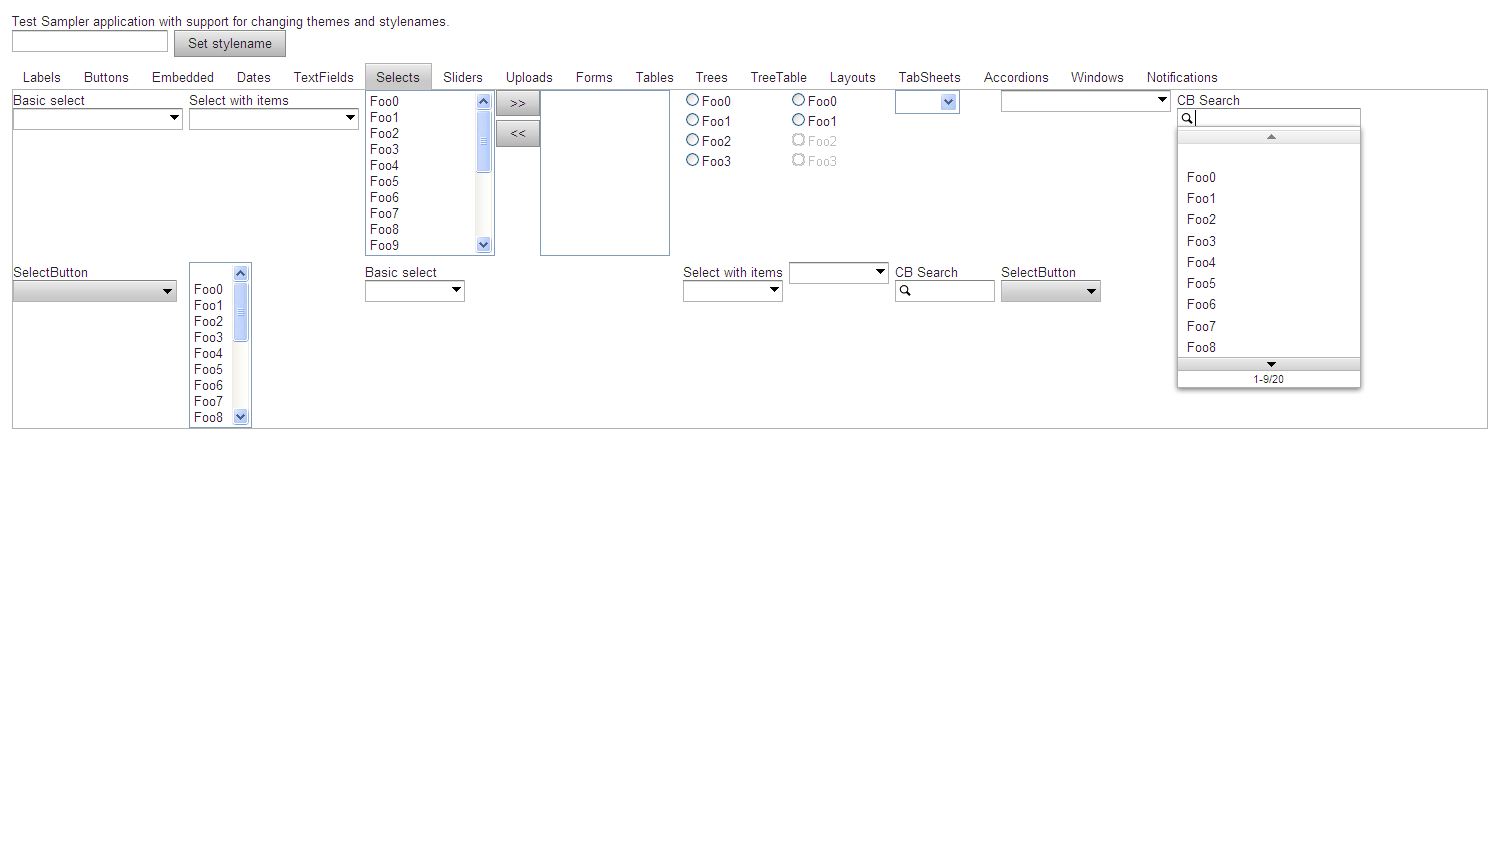 Test Sampler application with support for changing themes and stylenames.
Set stylename
Labels Buttons Embedded Dates TextFields Selects Sliders Uploads Forms Tables Trees TreeTable Layouts TabSheets Accordions Windows Notifications
Basic select
Select with items
Foo0
Foo1
Foo2
Foo3
Foo4
Foo5
Foo6
Foo7
Foo8
Foo9
>>
<<
Foo0
Foo1
Foo2
Foo3
Foo0
Foo1
Foo2
Foo3
CB Search
Foo0
Foo1
Foo2
Foo3
Foo4
Foo5
Foo6
Foo7
Foo8
1-9/20
SelectButton
Foo0
Foo1
Foo2
Foo3
Foo4
Foo5
Foo6
Foo7
Foo8
Basic select
Select with items
CB Search
SelectButton